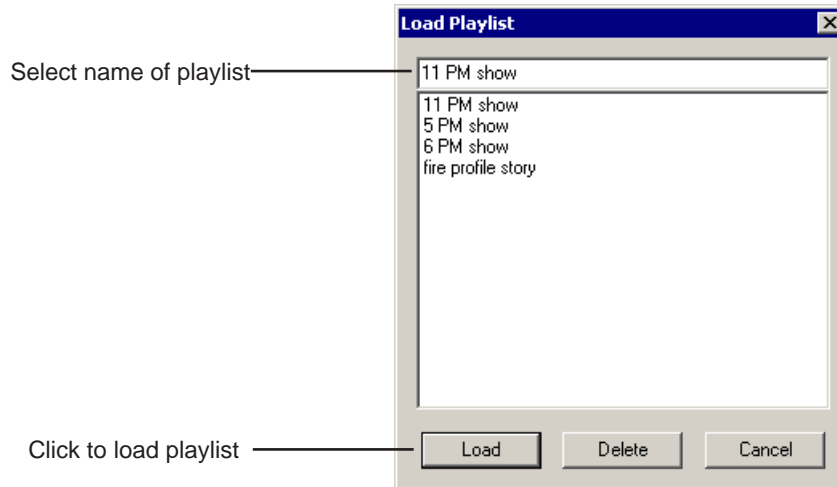 Load Playlist
Select name of playlist
11 PM show
11 PM show
5 PM show
6 PM show
fire profile story
Click to load playlist
Load
Delete
Cancel